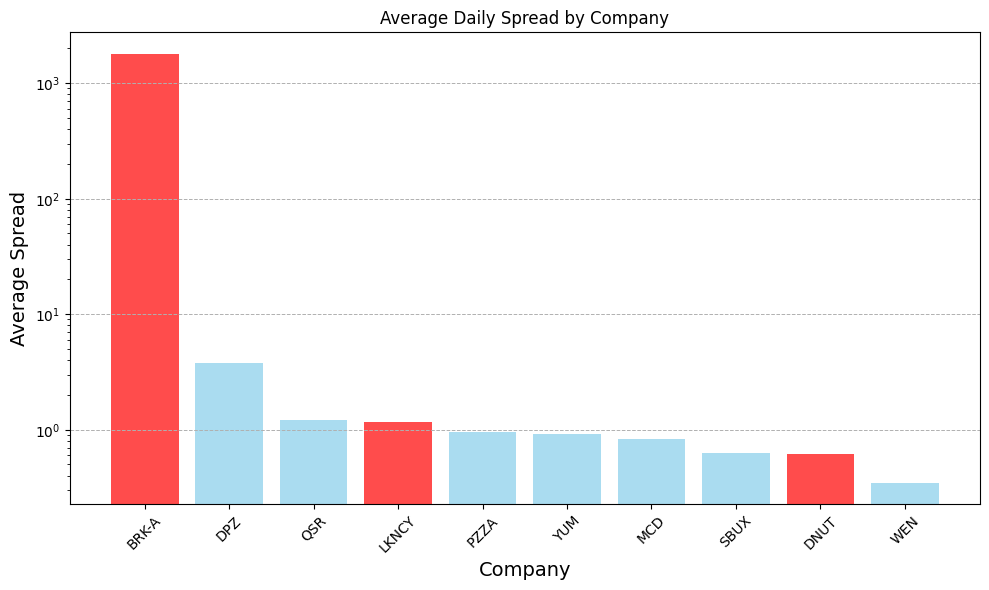 Average Daily Spread by Company
Average Spread
10³
10²
10¹
10⁰
BRK-A
DPZ
QSR
LKNCY
PZZA
YUM
MCD
SBUX
DNUT
WEN
Company